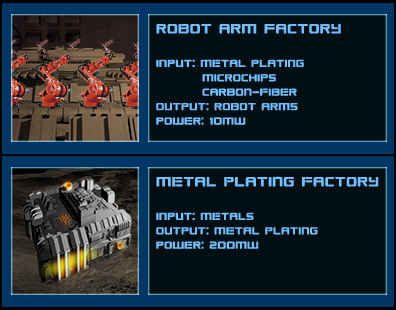 ROBOT ARM FACTORY
INPUT: METAL PLATING
MICROCHIPS
CARBON-FIBER
OUTPUT: ROBOT ARMS
POWER: 10MW
METAL PLATING FACTORY
INPUT: METALS
OUTPUT: METAL PLATING
POWER: 200MW